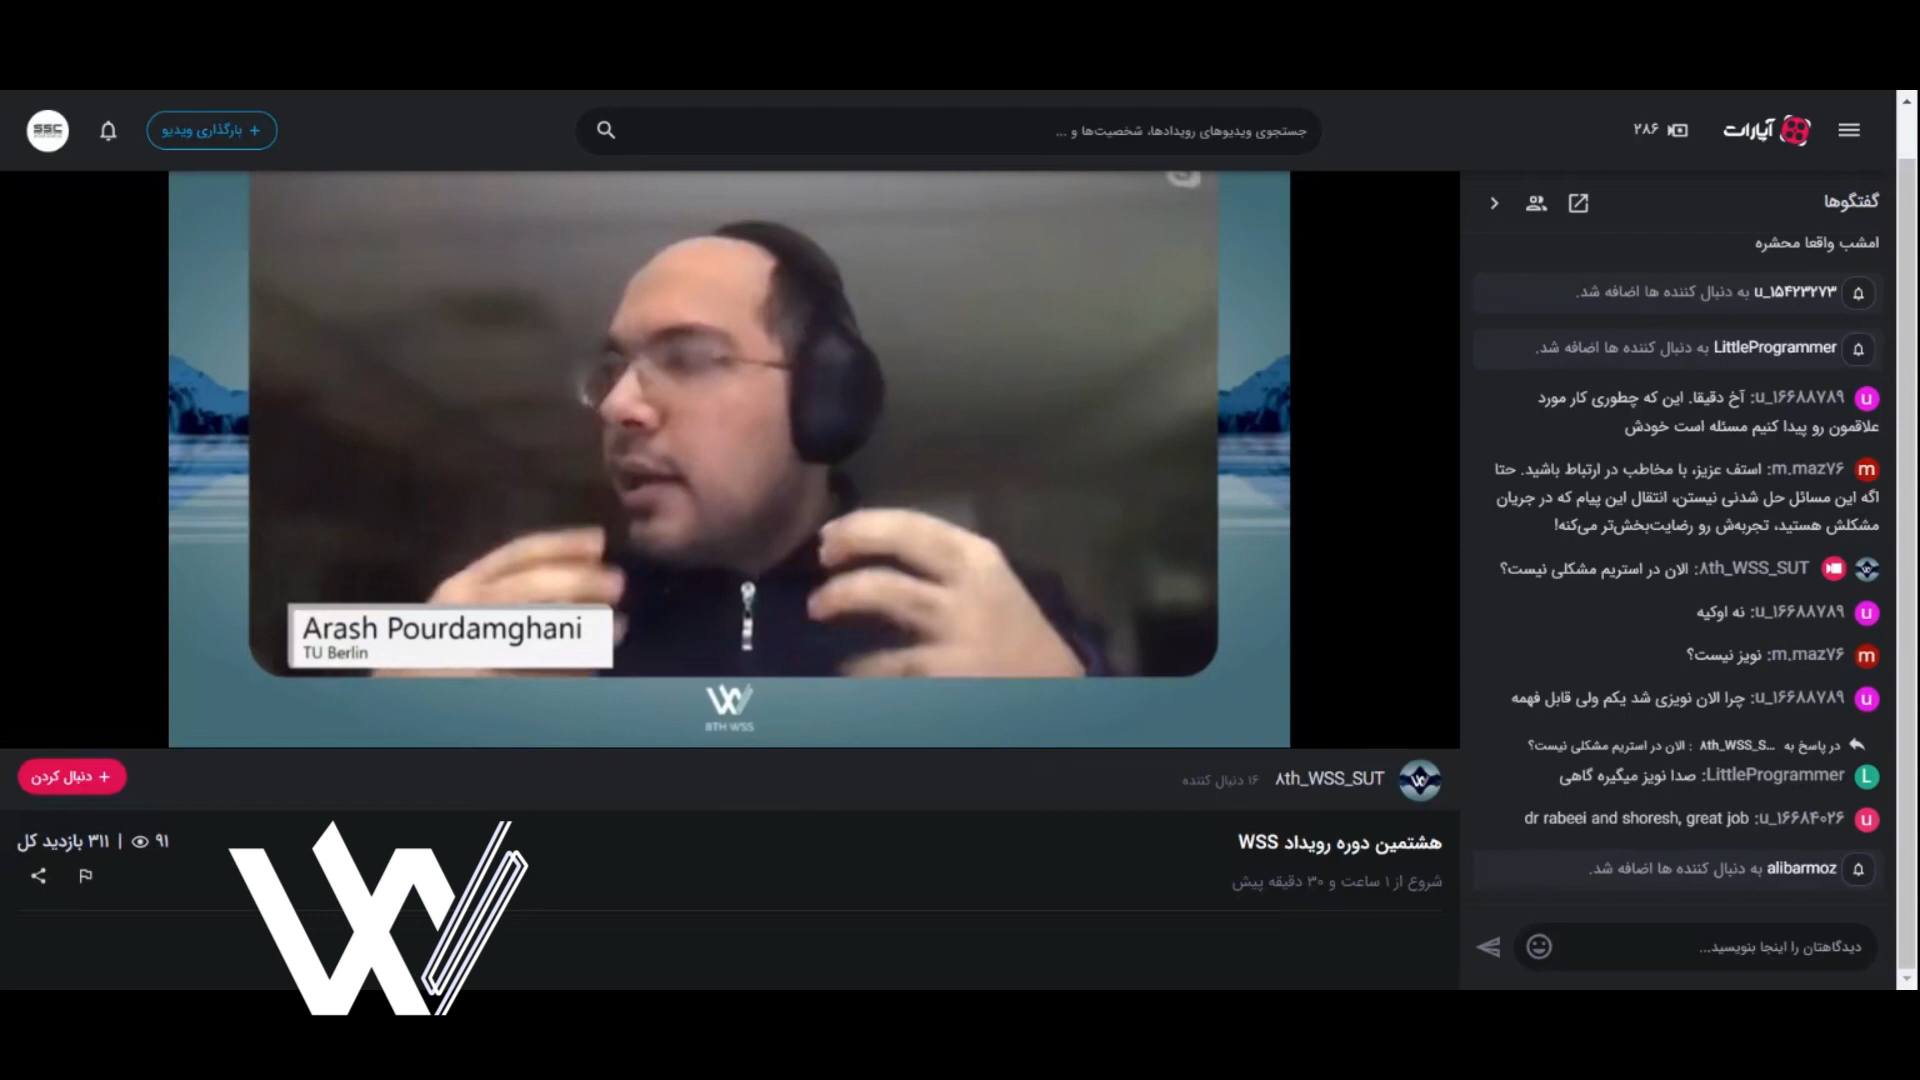 آپارات
۲۸۶
جستجوی ویدیوهای رویدادها، شخصیت‌ها و ...
+ بارگذاری ویدیو
SSC
Arash Pourdamghani
TU Berlin
8TH WSS
گفتگوها
امشب واقعا محشره
u_۱۵۴۲۳۲۷۳ به دنبال کننده ها اضافه شد.
LittleProgrammer به دنبال کننده ها اضافه شد.
u_۱۶۶۸۸۷۸۹: آخ دقیقا. این که چطوری کار مورد
علاقمون رو پیدا کنیم مسئله است خودش
m.maz۷۶: استف عزیز، با مخاطب در ارتباط باشید. حتا
اگه این مسائل حل شدنی نیستن، انتقال این پیام که در جریان
مشکلش هستید، تجربه‌ش رو رضایت‌بخش‌تر می‌کنه!
۸th_WSS_SUT: الان در استریم مشکلی نیست؟
u_۱۶۶۸۸۷۸۹: نه اوکیه
m.maz۷۶: نویز نیست؟
u_۱۶۶۸۸۷۸۹: چرا الان نویزی شد یکم ولی قابل فهمه
در پاسخ به ۸th_WSS_S... : الان در استریم مشکلی نیست؟
LittleProgrammer: صدا نویز میگیره گاهی
u_۱۶۶۸۴۰۲۶: dr rabeei and shoresh, great job
alibarmoz به دنبال کننده ها اضافه شد.
دیدگاهتان را اینجا بنویسید...
۸th_WSS_SUT
۱۶ دنبال کننده
+ دنبال کردن
هشتمین دوره رویداد WSS
شروع از ۱ ساعت و ۳۰ دقیقه پیش
۹۱ | ۳۱۱ بازدید کل